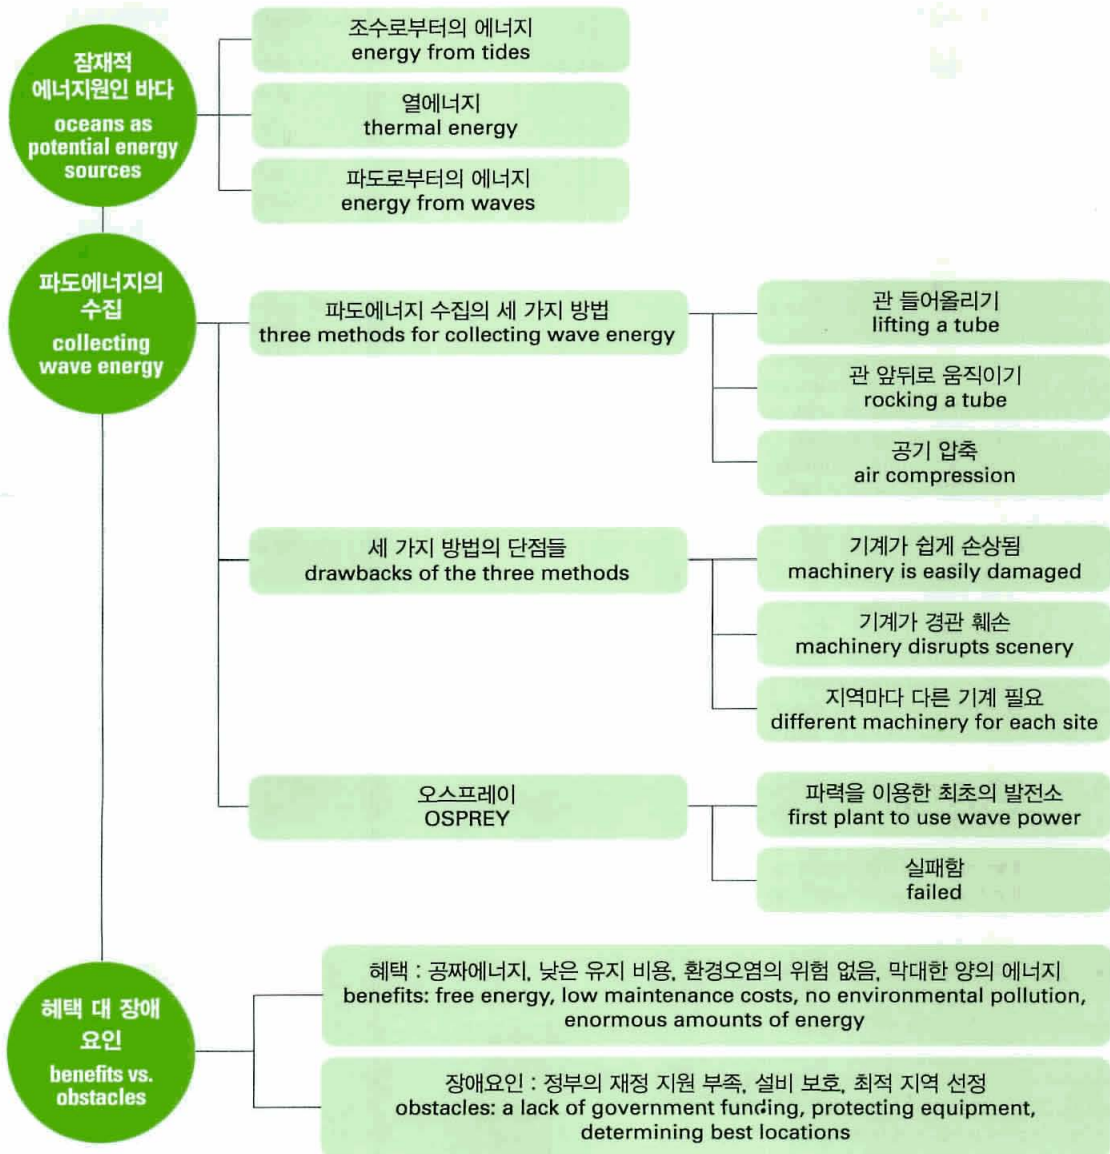 잠재적
에너지원인 바다
oceans as
potential energy
sources
조수로부터의 에너지
energy from tides
열에너지
thermal energy
파도로부터의 에너지
energy from waves
파도에너지의
수집
collecting
wave energy
파도에너지 수집의 세 가지 방법
three methods for collecting wave energy
관 들어올리기
lifting a tube
관 앞뒤로 움직이기
rocking a tube
공기 압축
air compression
세 가지 방법의 단점들
drawbacks of the three methods
기계가 쉽게 손상됨
machinery is easily damaged
기계가 경관 훼손
machinery disrupts scenery
지역마다 다른 기계 필요
different machinery for each site
오스프레이
OSPREY
파력을 이용한 최초의 발전소
first plant to use wave power
실패함
failed
혜택 대 장애
요인
benefits vs.
obstacles
혜택 : 공짜에너지, 낮은 유지 비용, 환경오염의 위험 없음, 막대한 양의 에너지
benefits: free energy, low maintenance costs, no environmental pollution,
enormous amounts of energy
장애요인 : 정부의 재정 지원 부족, 설비 보호, 최적 지역 선정
obstacles: a lack of government funding, protecting equipment,
determining best locations